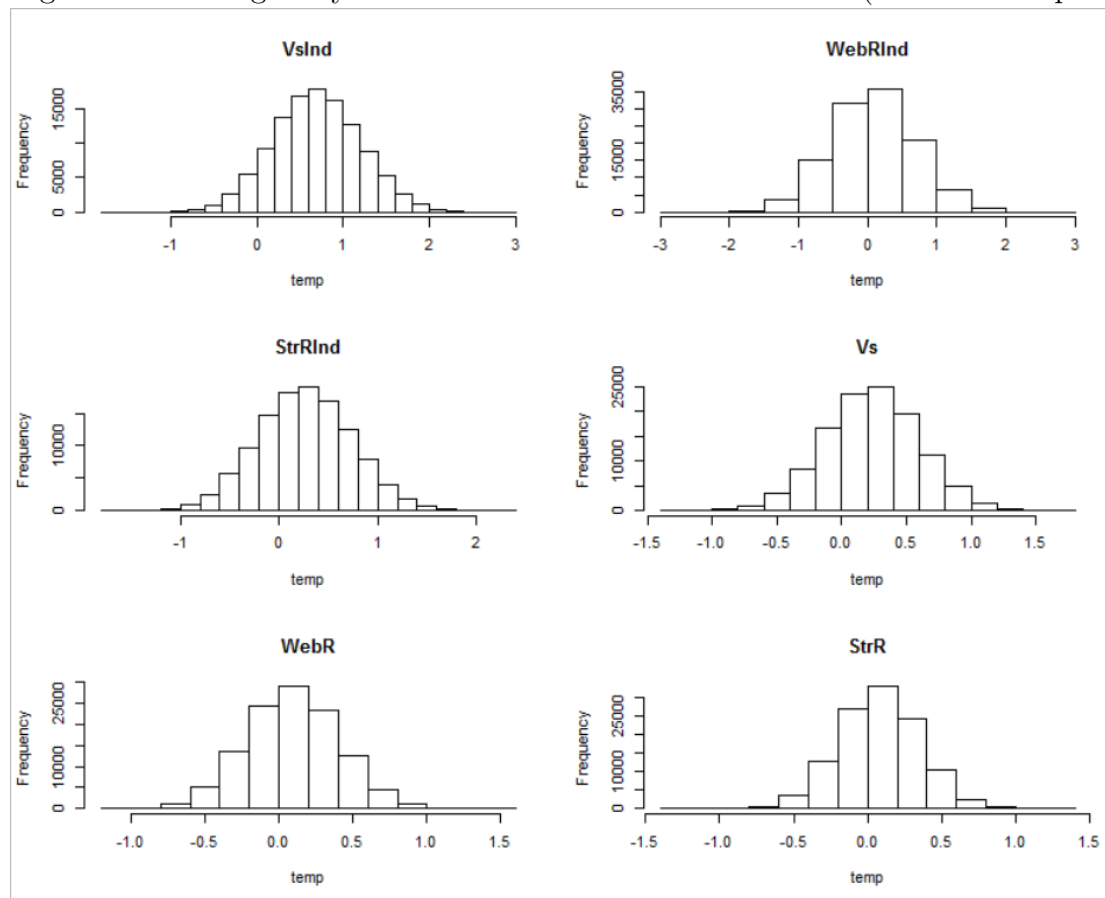 VsInd
WebRInd
Frequency
0 5000 15000
-1 0 1 2 3
temp
Frequency
0 15000 35000
-3 -2 -1 0 1 2 3
temp
StrRInd
Vs
Frequency
0 10000
-1 0 1 2
temp
Frequency
0 10000 25000
-1.5 -1.0 -0.5 0.0 0.5 1.0 1.5
temp
WebR
StrR
Frequency
0 10000 25000
-1.0 -0.5 0.0 0.5 1.0 1.5
temp
Frequency
0 10000 25000
-1.5 -1.0 -0.5 0.0 0.5 1.0 1.5
temp